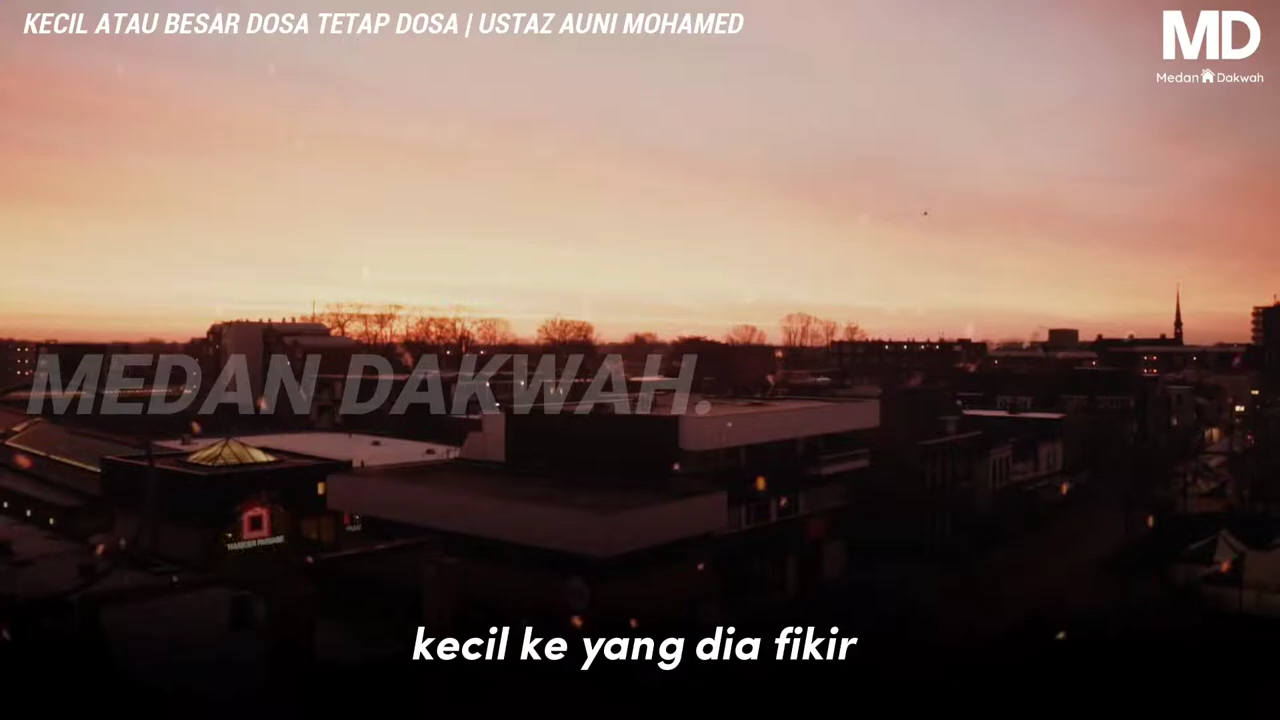 KECIL ATAU BESAR DOSA TETAP DOSA | USTAZ AUNI MOHAMED
MD
Medan Dakwah
MEDAN DAKWAH.
kecil ke yang dia fikir